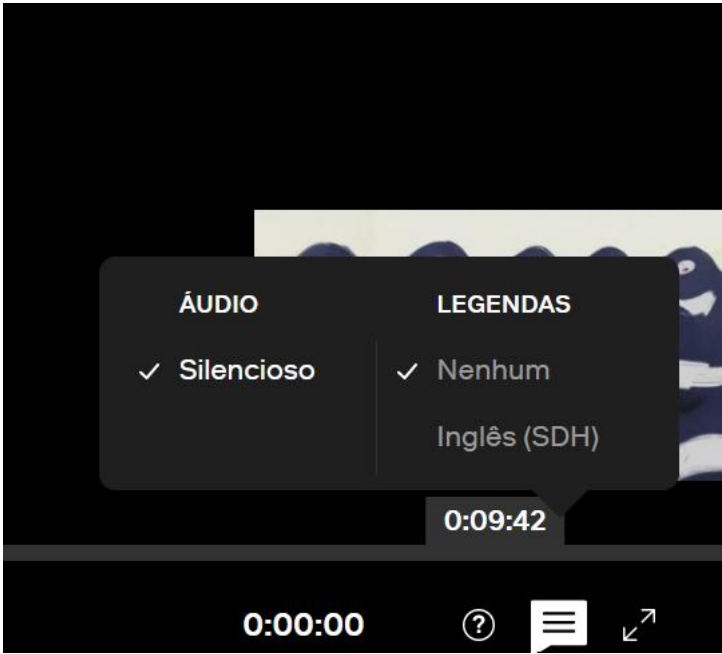 ÁUDIO
Silencioso
LEGENDAS
Nenhum
Inglês (SDH)
0:09:42
0:00:00
?